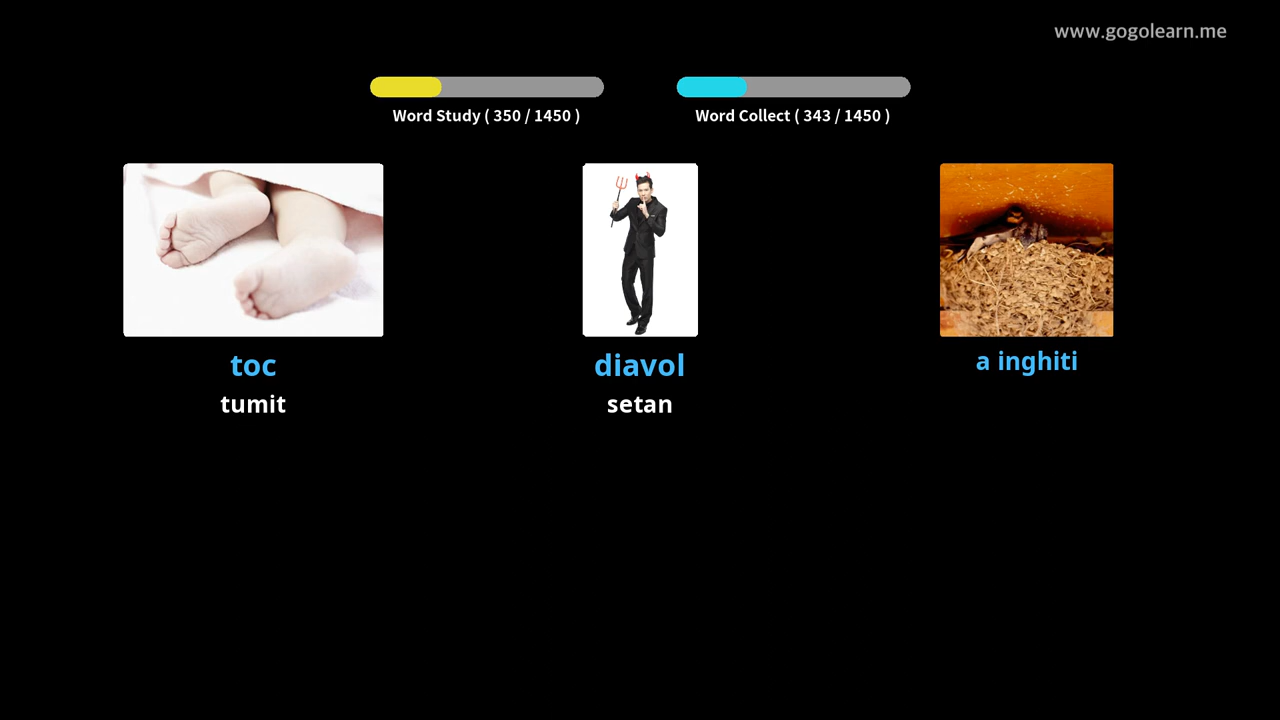 www.gogolearn.me
Word Study ( 350 / 1450 )
Word Collect ( 343 / 1450 )
toc
tumit
diavol
setan
a inghiti